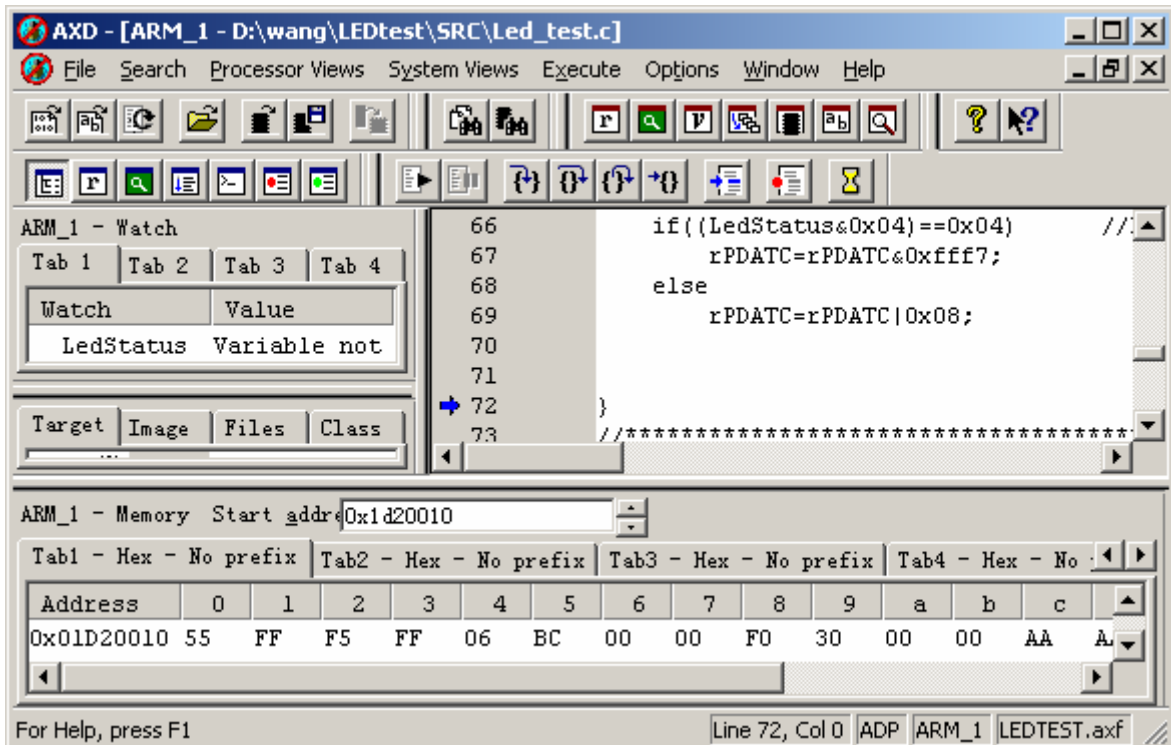 AXD - [ARM_1 - D:\wang\LEDtest\SRC\Led_test.c]
File Search Processor Views System Views Execute Options Window Help
ARM_1 - Watch
Tab 1 Tab 2 Tab 3 Tab 4
Watch Value
LedStatus Variable not
Target Image Files Class
66 if((LedStatus&0x04)==0x04) //
67 rPDATC=rPDATC&0xfff7;
68 else
69 rPDATC=rPDATC|0x08;
70
71
72 }
73 //**************************************
ARM_1 - Memory Start addre 0x1d20010
Tab1 - Hex - No prefix Tab2 - Hex - No prefix Tab3 - Hex - No prefix Tab4 - Hex - No
Address 0 1 2 3 4 5 6 7 8 9 a b c
0x01D20010 55 FF F5 FF 06 BC 00 00 F0 30 00 00 AA A
For Help, press F1 Line 72, Col 0 ADP ARM_1 LEDTEST.axf